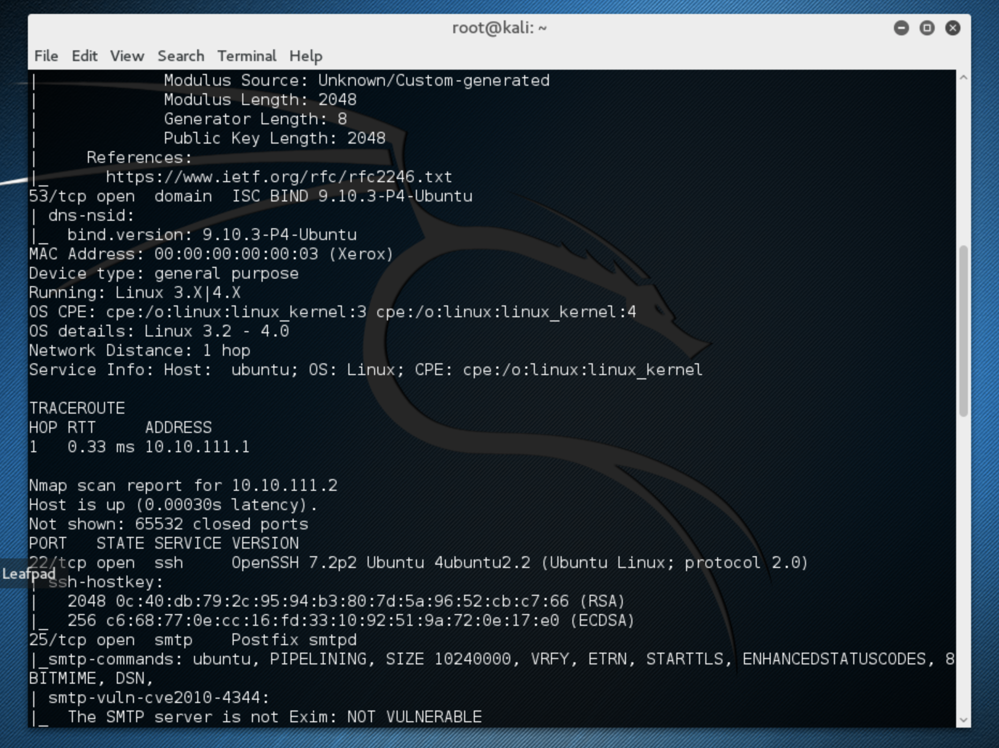 root@kali: ~
File Edit View Search Terminal Help
|             Modulus Source: Unknown/Custom-generated
|             Modulus Length: 2048
|             Generator Length: 8
|             Public Key Length: 2048
|     References:
|_      https://www.ietf.org/rfc/rfc2246.txt
53/tcp open  domain  ISC BIND 9.10.3-P4-Ubuntu
| dns-nsid:
|_  bind.version: 9.10.3-P4-Ubuntu
MAC Address: 00:00:00:00:00:03 (Xerox)
Device type: general purpose
Running: Linux 3.X|4.X
OS CPE: cpe:/o:linux:linux_kernel:3 cpe:/o:linux:linux_kernel:4
OS details: Linux 3.2 - 4.0
Network Distance: 1 hop
Service Info: Host:  ubuntu; OS: Linux; CPE: cpe:/o:linux:linux_kernel
TRACEROUTE
HOP RTT     ADDRESS
1   0.33 ms 10.10.111.1
Nmap scan report for 10.10.111.2
Host is up (0.00030s latency).
Not shown: 65532 closed ports
PORT   STATE SERVICE VERSION
22/tcp open  ssh     OpenSSH 7.2p2 Ubuntu 4ubuntu2.2 (Ubuntu Linux; protocol 2.0)
Leafpad
| ssh-hostkey:
|   2048 0c:40:db:79:2c:95:94:b3:80:7d:5a:96:52:cb:c7:66 (RSA)
|_  256 c6:68:77:0e:cc:16:fd:33:10:92:51:9a:72:0e:17:e0 (ECDSA)
25/tcp open  smtp    Postfix smtpd
|_smtp-commands: ubuntu, PIPELINING, SIZE 10240000, VRFY, ETRN, STARTTLS, ENHANCEDSTATUSCODES, 8
BITMIME, DSN,
| smtp-vuln-cve2010-4344:
|_  The SMTP server is not Exim: NOT VULNERABLE